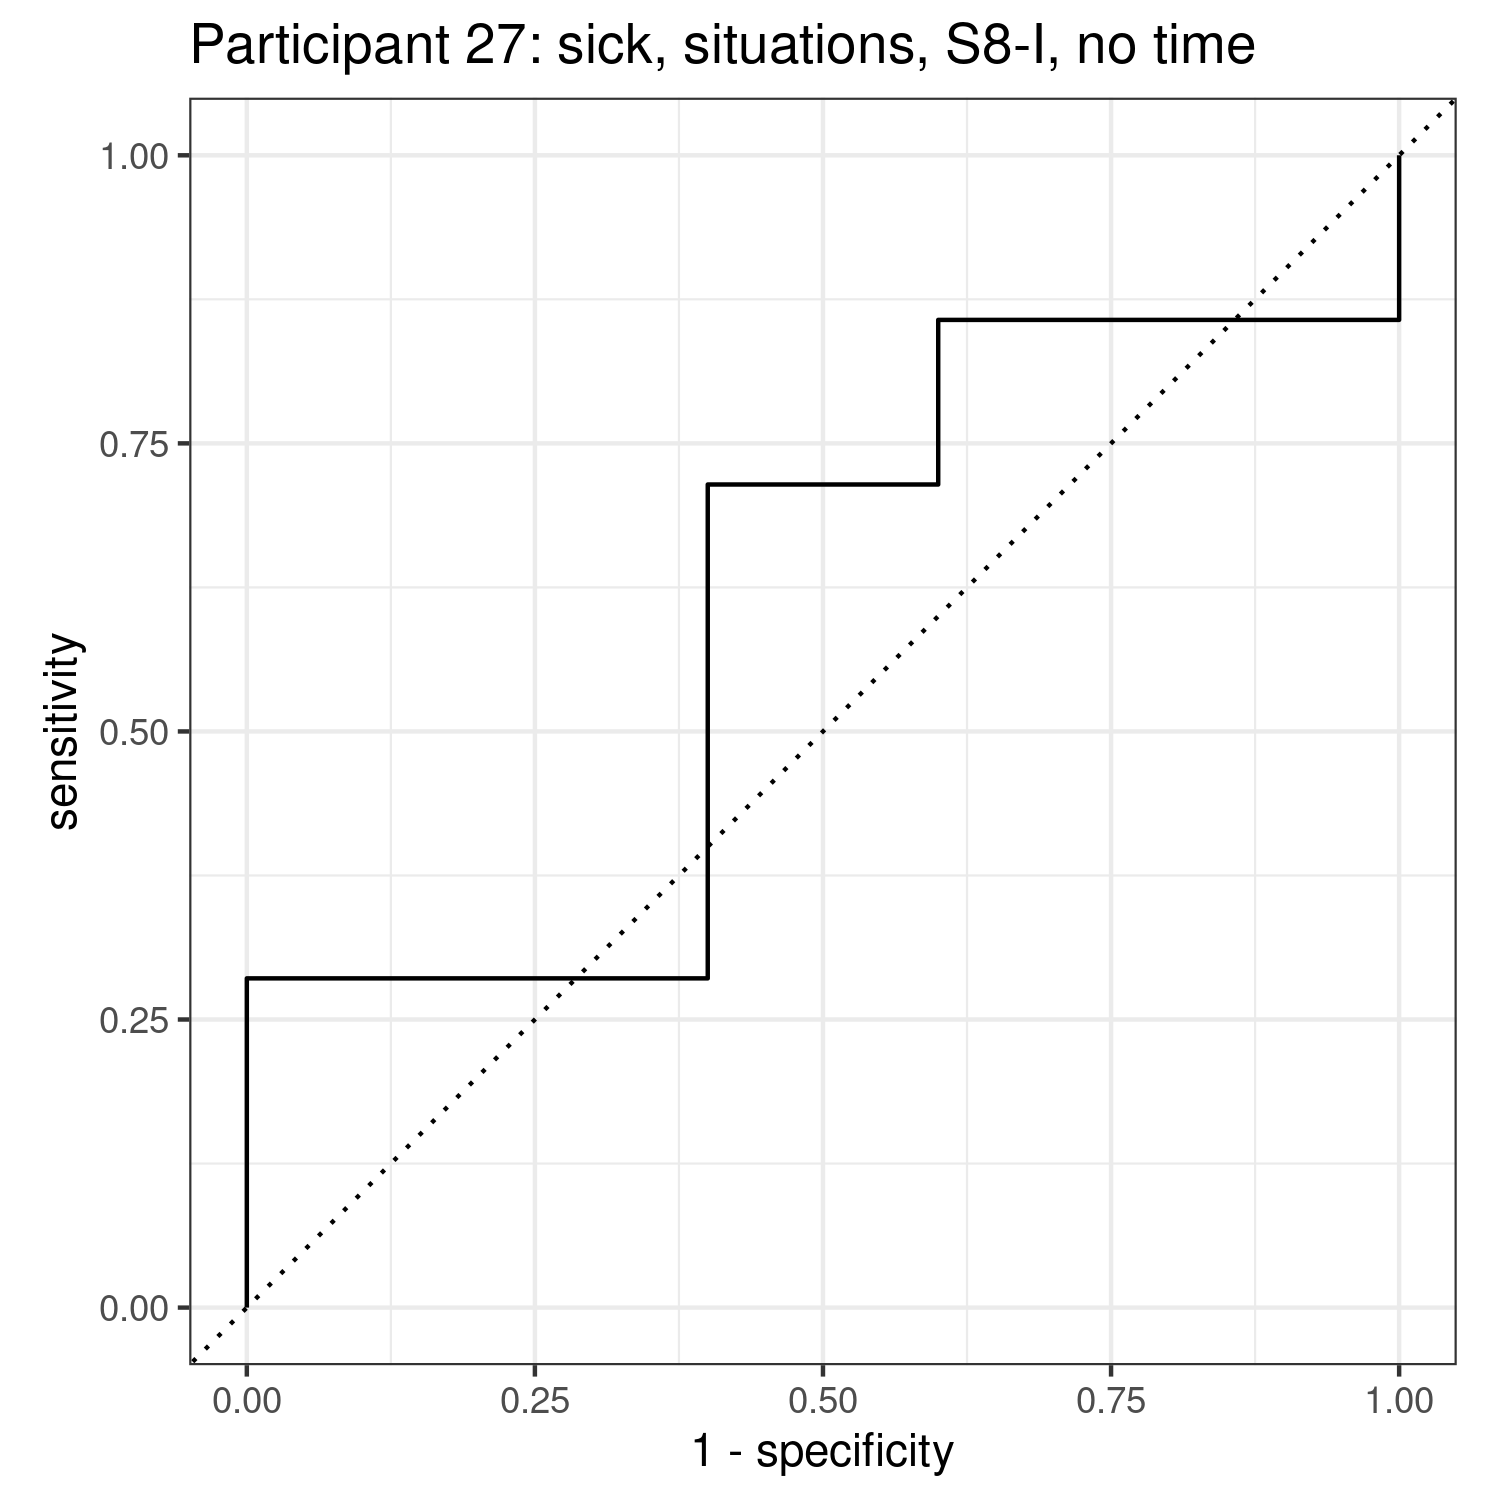 Participant 27: sick, situations, S8-I, no time
1.00
0.75
0.50
0.25
0.00
sensitivity
0.00 0.25 0.50 0.75 1.00
1 - specificity